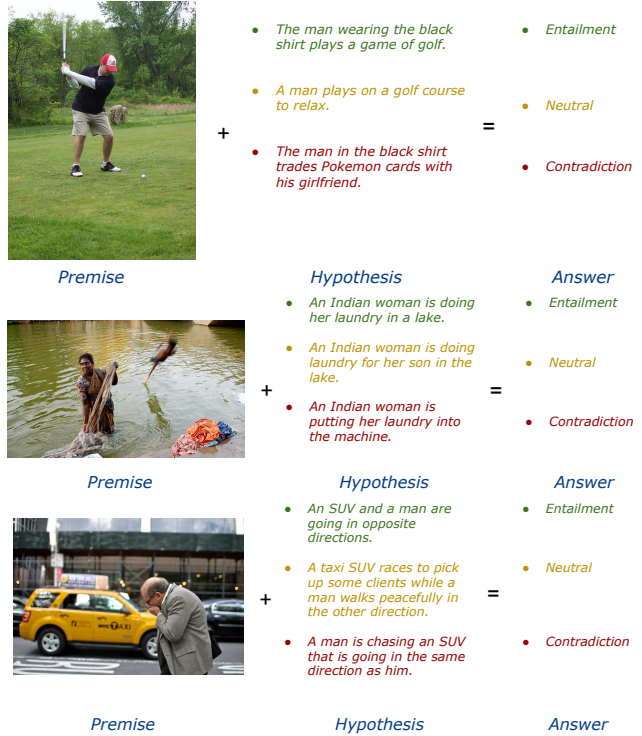 The man wearing the black
shirt plays a game of golf.
A man plays on a golf course
to relax.
The man in the black shirt
trades Pokemon cards with
his girlfriend.
+
=
Entailment
Neutral
Contradiction
Premise
Hypothesis
Answer
An Indian woman is doing
her laundry in a lake.
An Indian woman is doing
laundry for her son in the
lake.
An Indian woman is
putting her laundry into
the machine.
+
=
Entailment
Neutral
Contradiction
Premise
Hypothesis
Answer
An SUV and a man are
going in opposite
directions.
A taxi SUV races to pick
up some clients while a
man walks peacefully in
the other direction.
A man is chasing an SUV
that is going in the same
direction as him.
+
=
Entailment
Neutral
Contradiction
TAXI
Premise
Hypothesis
Answer